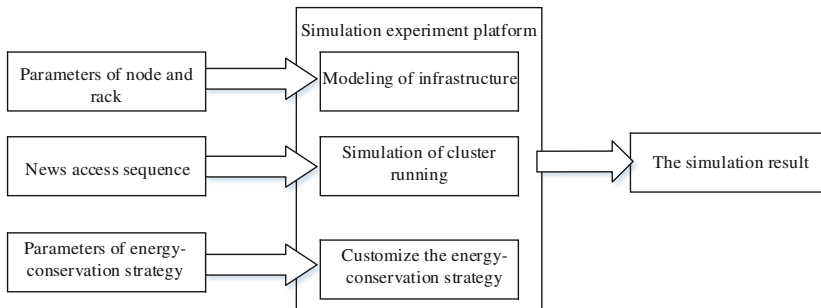 Simulation experiment platform
Parameters of node and
rack
Modeling of infrastructure
News access sequence
Simulation of cluster
running
The simulation result
Parameters of energy-
conservation strategy
Customize the energy-
conservation strategy